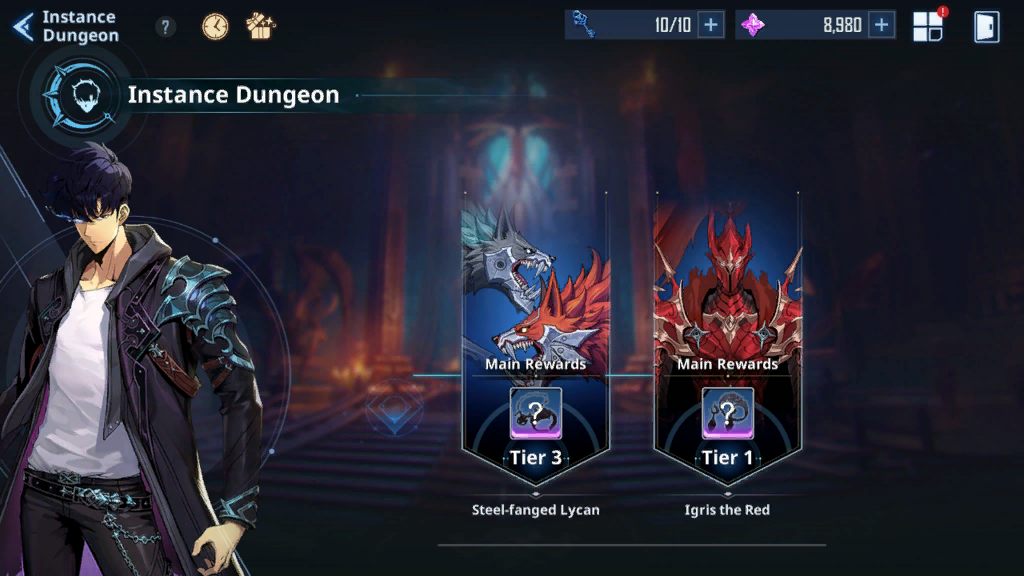 Instance
Dungeon
?
10/10 +
8,980 +
!
Instance Dungeon
Main Rewards
Main Rewards
?
?
Tier 3
Tier 1
Steel-fanged Lycan
Igris the Red